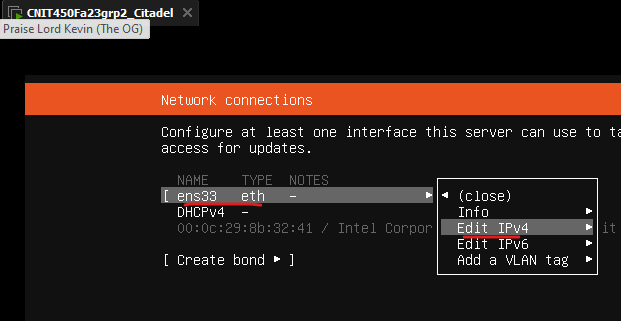 CNIT450Fa23grp2_Citadel ×
Praise Lord Kevin (The OG)
Network connections
Configure at least one interface this server can use to ta
access for updates.
NAME TYPE NOTES
[ ens33 eth – ▸ ◂ (close)
DHCPv4 – Info ▸
00:0c:29:8b:32:41 / Intel Corpor Edit IPv4 ▸ it
Edit IPv6 ▸
[ Create bond ▸ ] Add a VLAN tag ▸